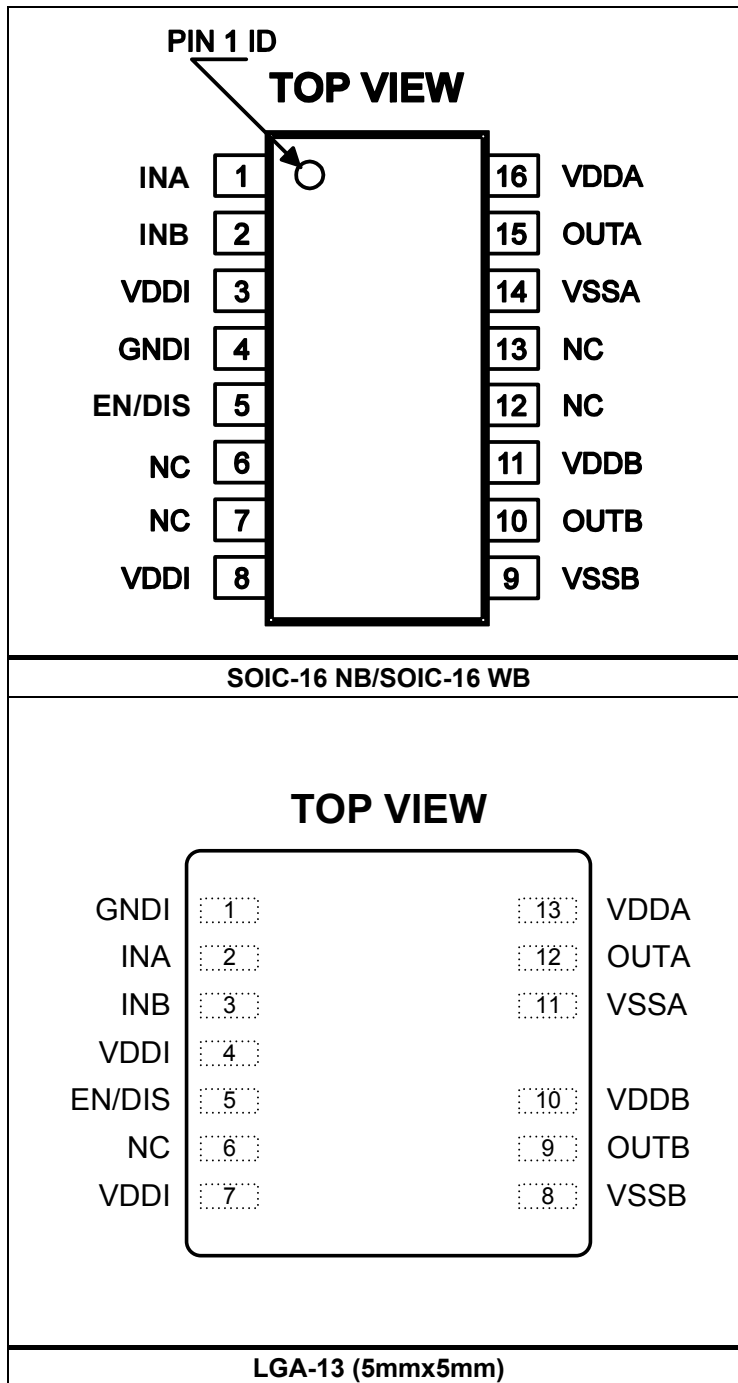 PIN 1 ID
TOP VIEW
INA 1 16 VDDA
INB 2 15 OUTA
VDDI 3 14 VSSA
GNDI 4 13 NC
EN/DIS 5 12 NC
NC 6 11 VDDB
NC 7 10 OUTB
VDDI 8 9 VSSB
SOIC-16 NB/SOIC-16 WB
TOP VIEW
GNDI 1 13 VDDA
INA 2 12 OUTA
INB 3 11 VSSA
VDDI 4
EN/DIS 5 10 VDDB
NC 6 9 OUTB
VDDI 7 8 VSSB
LGA-13 (5mmx5mm)